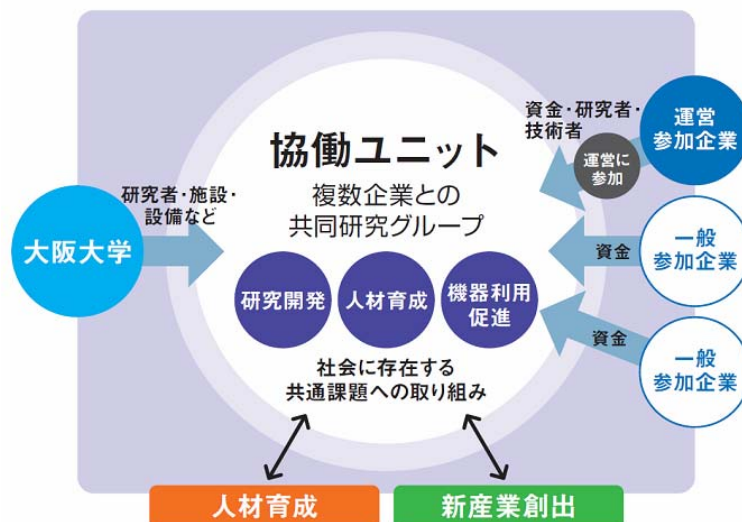 資金・研究者・
技術者
運営
参加企業
運営に
参加
協働ユニット
複数企業との
共同研究グループ
研究者・施設・
設備など
大阪大学
資金
一般
参加企業
研究開発
人材育成
機器利用
促進
資金
一般
参加企業
社会に存在する
共通課題への取り組み
人材育成
新産業創出